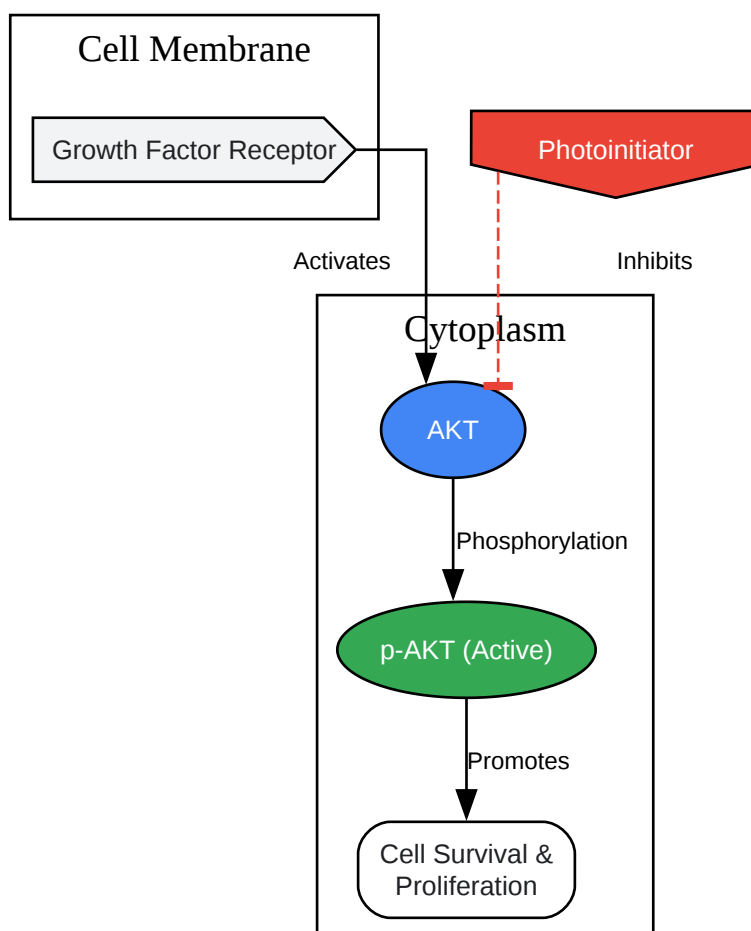 Cell Membrane
Growth Factor Receptor
Photoinitiator
Activates
Inhibits
Cytoplasm
AKT
Phosphorylation
p-AKT (Active)
Promotes
Cell Survival &
Proliferation